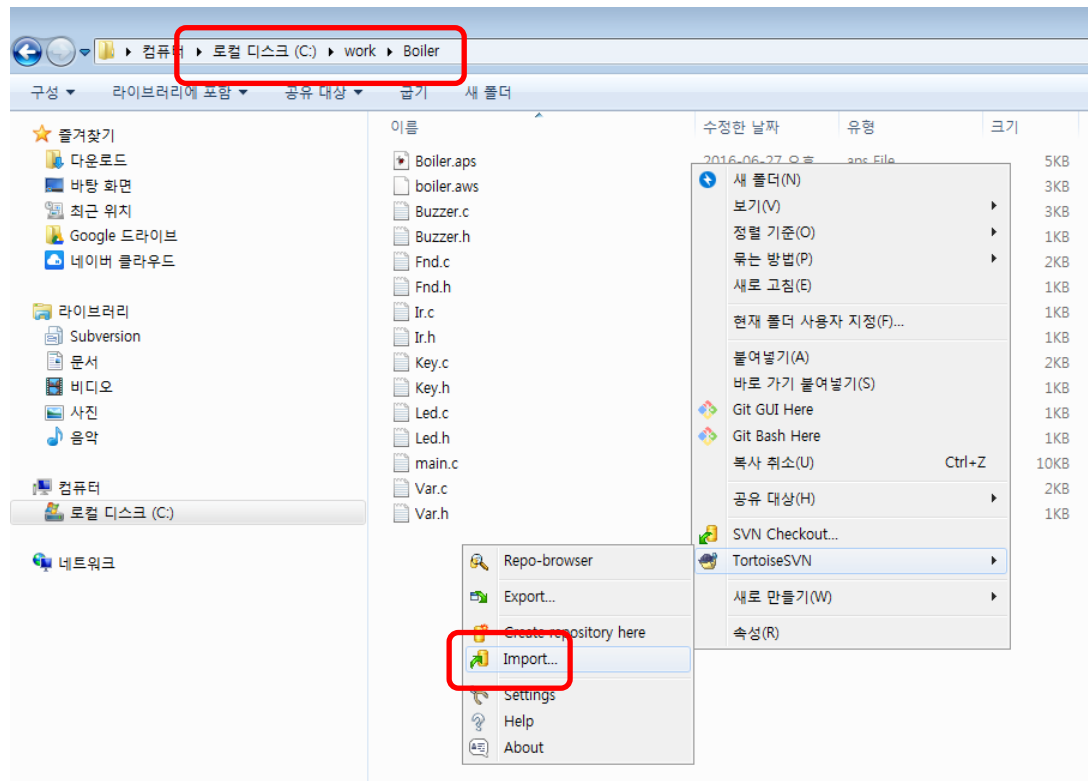 컴퓨터 ▸ 로컬 디스크 (C:) ▸ work ▸ Boiler
구성 라이브러리에 포함 공유 대상 굽기 새 폴더
이름 수정한 날짜 유형 크기
즐겨찾기
다운로드
바탕 화면
최근 위치
Google 드라이브
네이버 클라우드
라이브러리
Subversion
문서
비디오
사진
음악
컴퓨터
로컬 디스크 (C:)
네트워크
Boiler.aps 2016-06-27 오후 aps File 5KB
boiler.aws 3KB
Buzzer.c 3KB
Buzzer.h 1KB
Fnd.c 2KB
Fnd.h 1KB
Ir.c 1KB
Ir.h 1KB
Key.c 2KB
Key.h 1KB
Led.c 1KB
Led.h 1KB
main.c 10KB
Var.c 2KB
Var.h 1KB
새 폴더(N)
보기(V)
정렬 기준(O)
묶는 방법(P)
새로 고침(E)
현재 폴더 사용자 지정(F)...
붙여넣기(A)
바로 가기 붙여넣기(S)
Git GUI Here
Git Bash Here
복사 취소(U) Ctrl+Z
공유 대상(H)
SVN Checkout...
TortoiseSVN
새로 만들기(W)
속성(R)
Repo-browser
Export...
Create repository here
Import...
Settings
Help
About